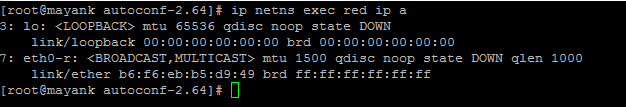 [root@mayank autoconf-2.64]# ip netns exec red ip a
3: lo: <LOOPBACK> mtu 65536 qdisc noop state DOWN
    link/loopback 00:00:00:00:00:00 brd 00:00:00:00:00:00
7: eth0-r: <BROADCAST,MULTICAST> mtu 1500 qdisc noop state DOWN qlen 1000
    link/ether b6:f6:eb:b5:d9:49 brd ff:ff:ff:ff:ff:ff
[root@mayank autoconf-2.64]#